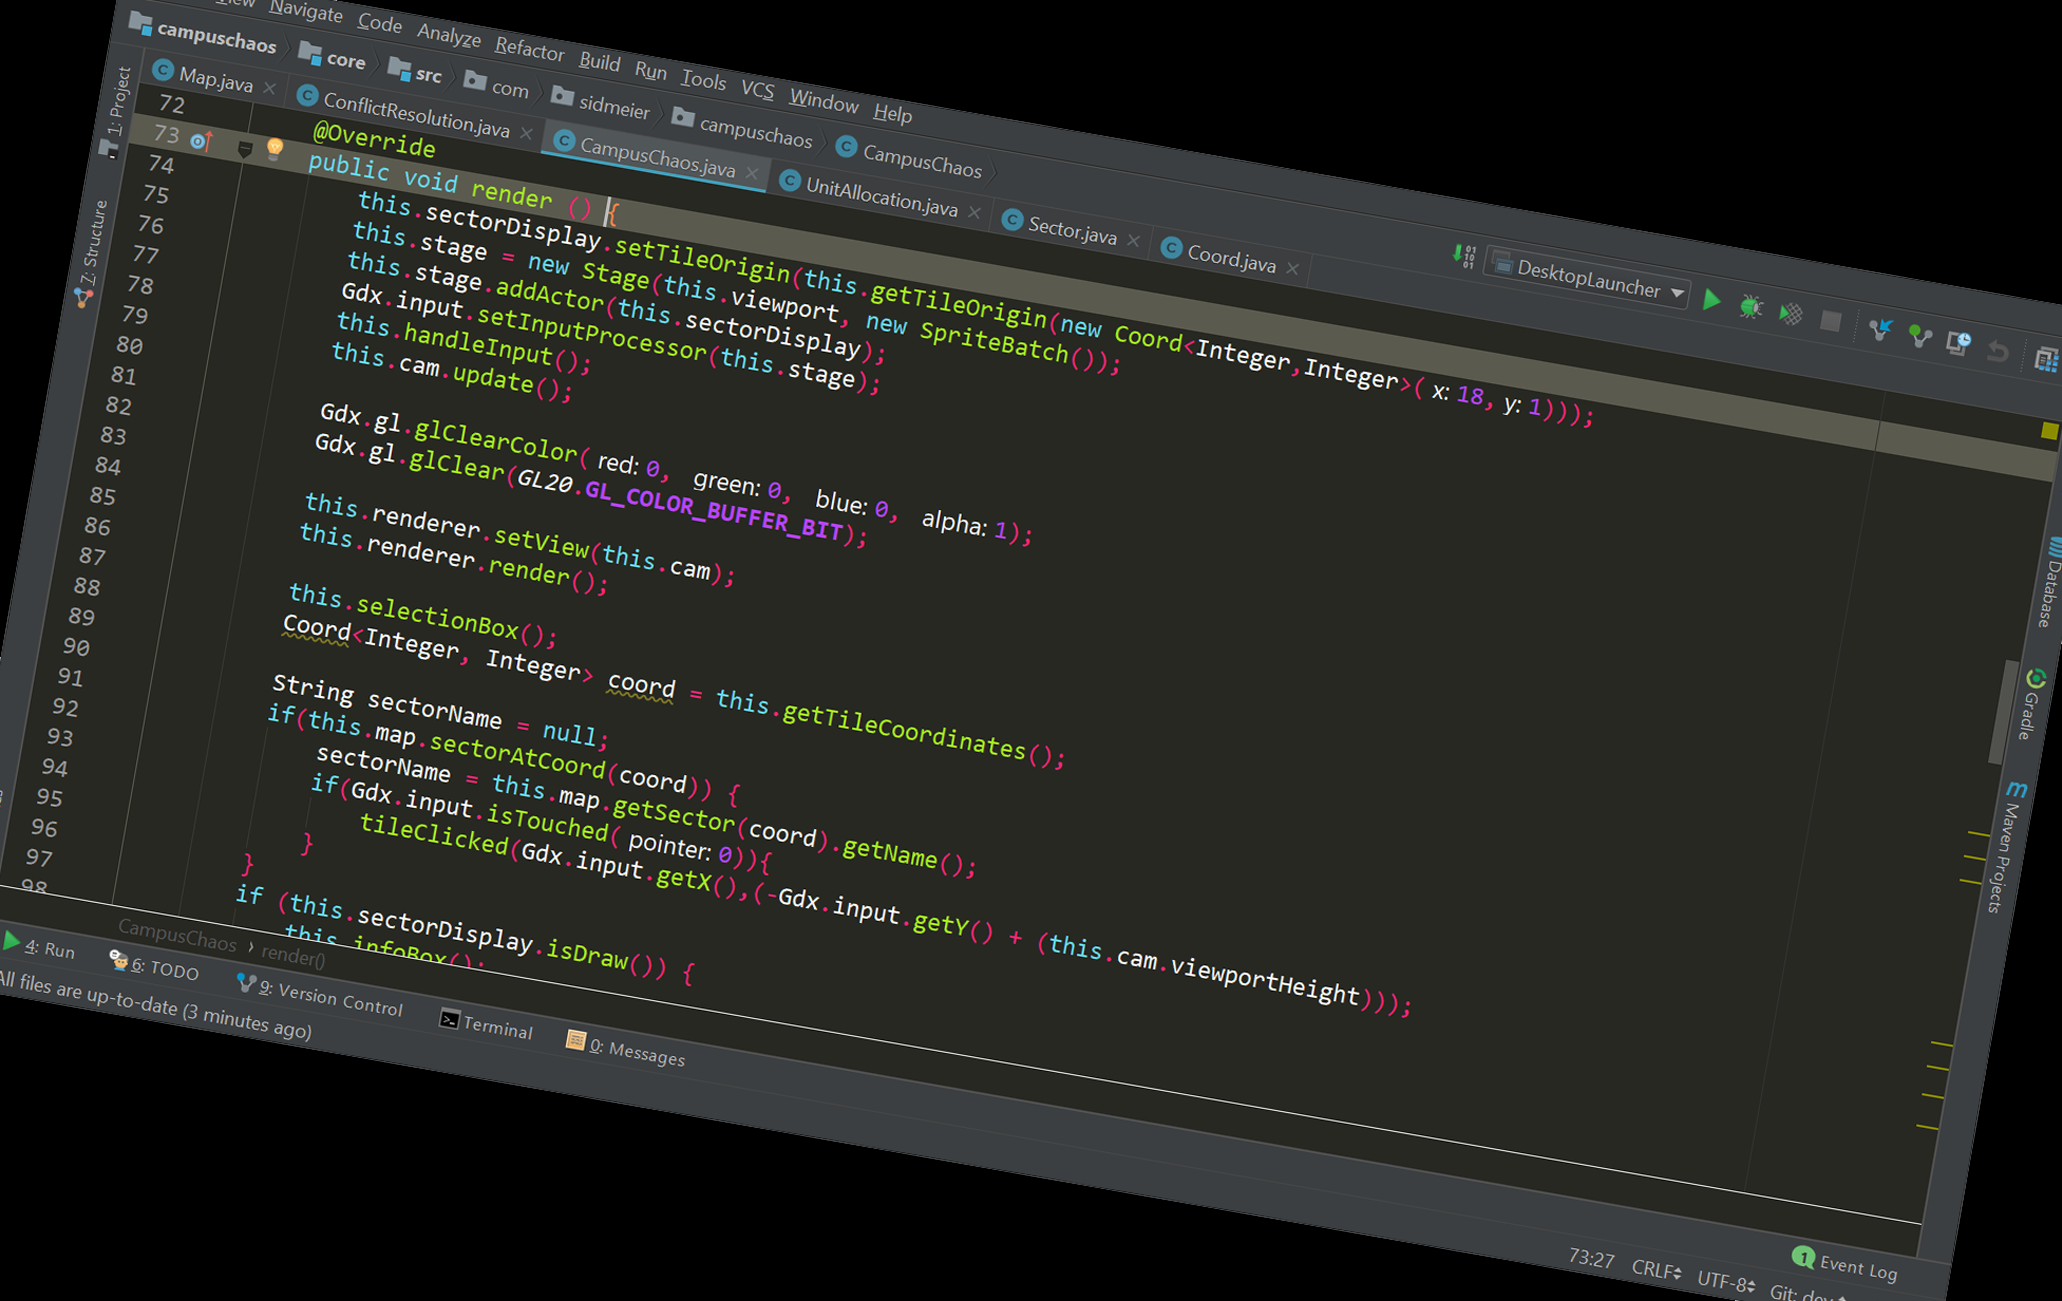 View Navigate Code Analyze Refactor Build Run Tools VCS Window Help
campuschaos core src com sidmeier campuschaos CampusChaos
DesktopLauncher
Map.java ConflictResolution.java CampusChaos.java UnitAllocation.java Sector.java Coord.java
1: Project
7: Structure
72 @Override
73 public void render () {
74 this.sectorDisplay.setTileOrigin(this.getTileOrigin(new Coord<Integer,Integer>( x: 18, y: 1)));
75 this.stage = new Stage(this.viewport, new SpriteBatch());
76 this.stage.addActor(this.sectorDisplay);
77 Gdx.input.setInputProcessor(this.stage);
78 this.handleInput();
79 this.cam.update();
80
81 Gdx.gl.glClearColor( red: 0, green: 0, blue: 0, alpha: 1);
82 Gdx.gl.glClear(GL20.GL_COLOR_BUFFER_BIT);
83
84 this.renderer.setView(this.cam);
85 this.renderer.render();
86
87 this.selectionBox();
88 Coord<Integer, Integer> coord = this.getTileCoordinates();
89
90 String sectorName = null;
91 if(this.map.sectorAtCoord(coord)) {
92 sectorName = this.map.getSector(coord).getName();
93 if(Gdx.input.isTouched( pointer: 0)){
94 tileClicked(Gdx.input.getX(),(-Gdx.input.getY() + (this.cam.viewportHeight)));
95 }
96 }
97 if (this.sectorDisplay.isDraw()) {
98 this.infoBox();
Database
Gradle
Maven Projects
CampusChaos render()
4: Run 6: TODO 9: Version Control Terminal 0: Messages 1 Event Log
All files are up-to-date (3 minutes ago) 73:27 CRLF UTF-8 Git: dev